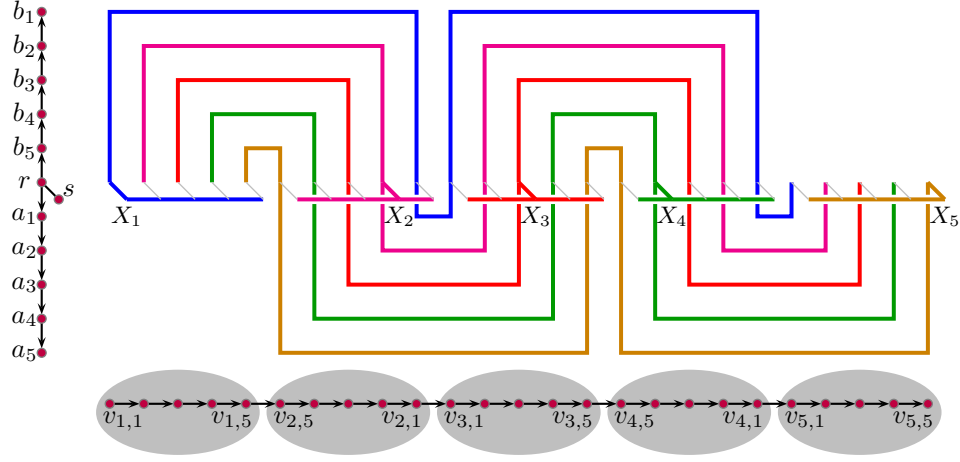 b₁
b₂
b₃
b₄
b₅
r
s
a₁
a₂
a₃
a₄
a₅
X₁ X₂ X₃ X₄ X₅
v₁,₁ v₁,₅ v₂,₅ v₂,₁ v₃,₁ v₃,₅ v₄,₅ v₄,₁ v₅,₁ v₅,₅